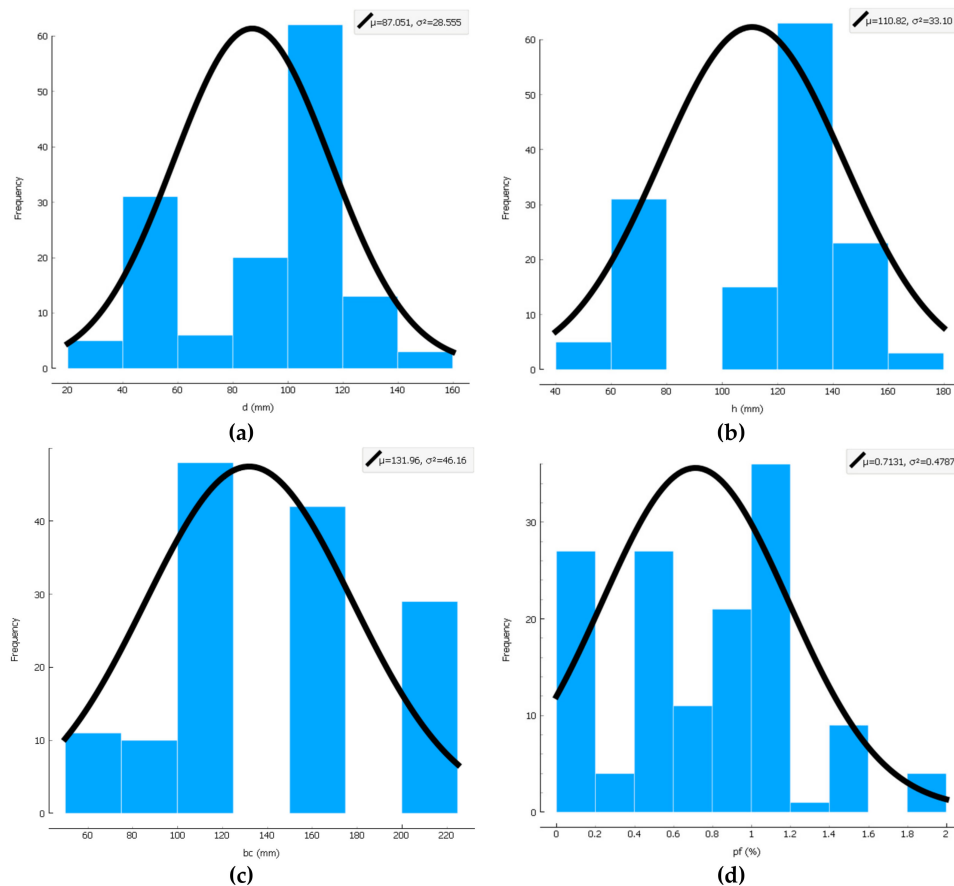 μ=87.051, σ²=28.555
60
50
40
30
20
10
0
Frequency
20 40 60 80 100 120 140 160
d (mm)
(a)
μ=110.82, σ²=33.10
60
50
40
30
20
10
0
Frequency
40 60 80 100 120 140 160 180
h (mm)
(b)
μ=131.96, σ²=46.16
40
30
20
10
0
Frequency
60 80 100 120 140 160 180 200 220
bc (mm)
(c)
μ=0.7131, σ²=0.4787
30
20
10
0
Frequency
0 0.2 0.4 0.6 0.8 1 1.2 1.4 1.6 1.8 2
pf (%)
(d)